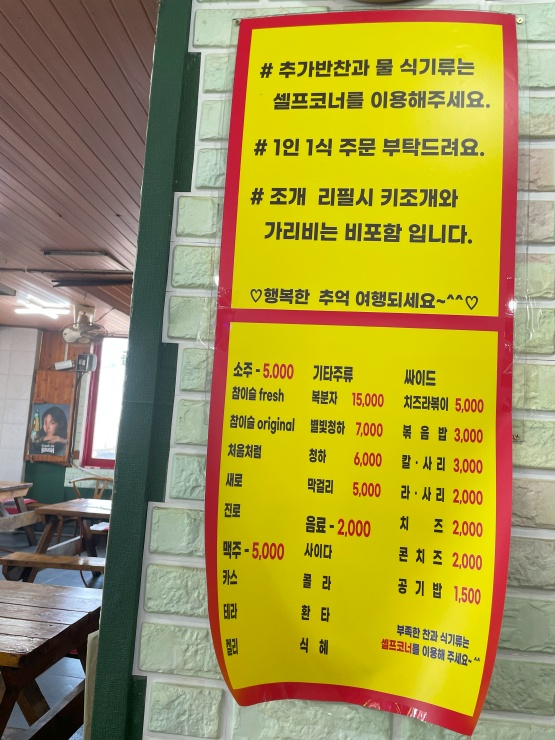 # 추가반찬과 물 식기류는
셀프코너를 이용해주세요.
# 1인 1식 주문 부탁드려요.
# 조개 리필시 키조개와
가리비는 비포함 입니다.
♡행복한 추억 여행되세요~^^♡
소주 - 5,000
참이슬 fresh
참이슬 original
처음처럼
새로
진로
맥주 - 5,000
카스
테라
켈리
기타주류
복분자 15,000
별빛청하 7,000
청하 6,000
막걸리 5,000
음료 - 2,000
사이다
콜 라
환 타
식 혜
싸이드
치즈라볶이 5,000
볶 음 밥 3,000
칼 · 사 리 3,000
라 · 사 리 2,000
치 즈 2,000
콘 치 즈 2,000
공 기 밥 1,500
부족한 찬과 식기류는
셀프코너를 이용해 주세요~^^